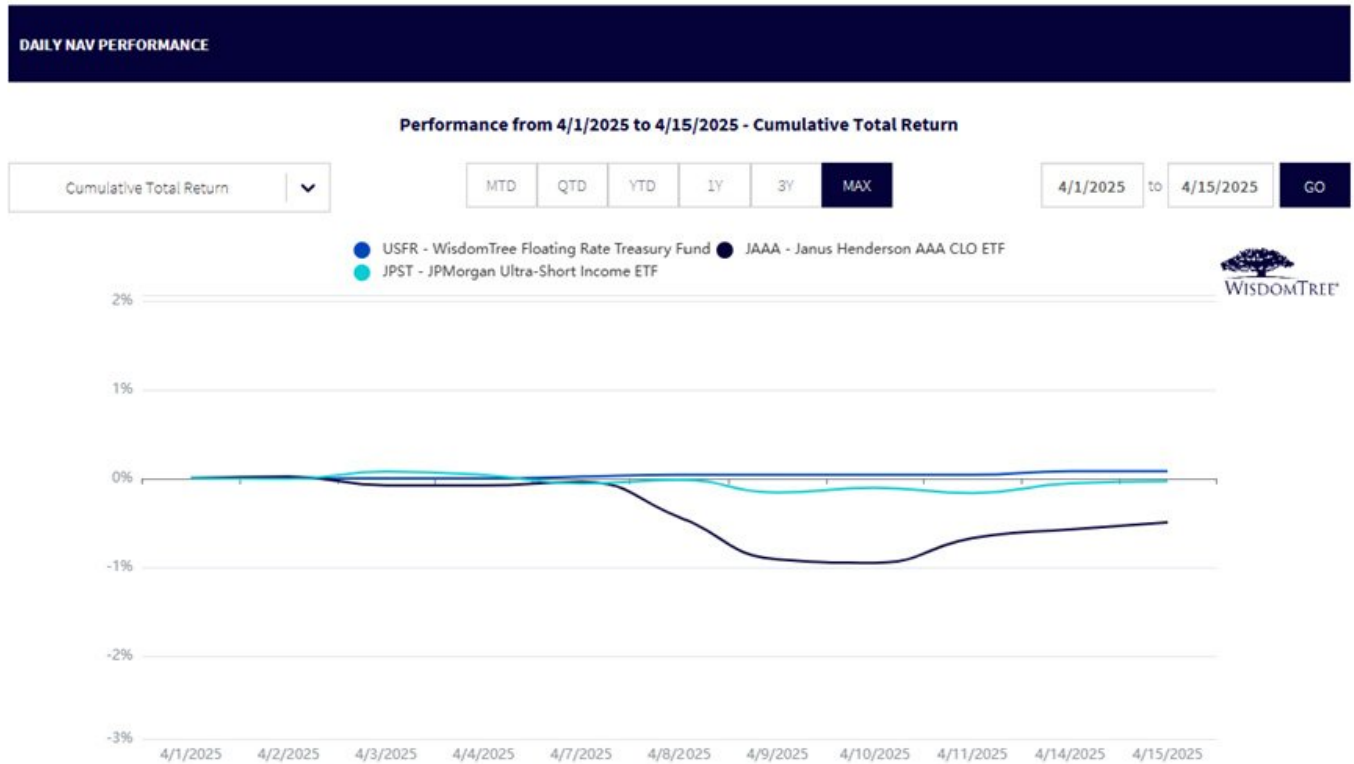 DAILY NAV PERFORMANCE
Performance from 4/1/2025 to 4/15/2025 - Cumulative Total Return
Cumulative Total Return MTD QTD YTD 1Y 3Y MAX 4/1/2025 to 4/15/2025 GO
USFR - WisdomTree Floating Rate Treasury Fund JAAA - Janus Henderson AAA CLO ETF
JPST - JPMorgan Ultra-Short Income ETF
WISDOMTREE®
2%
1%
0%
-1%
-2%
-3%
4/1/2025 4/2/2025 4/3/2025 4/4/2025 4/7/2025 4/8/2025 4/9/2025 4/10/2025 4/11/2025 4/14/2025 4/15/2025